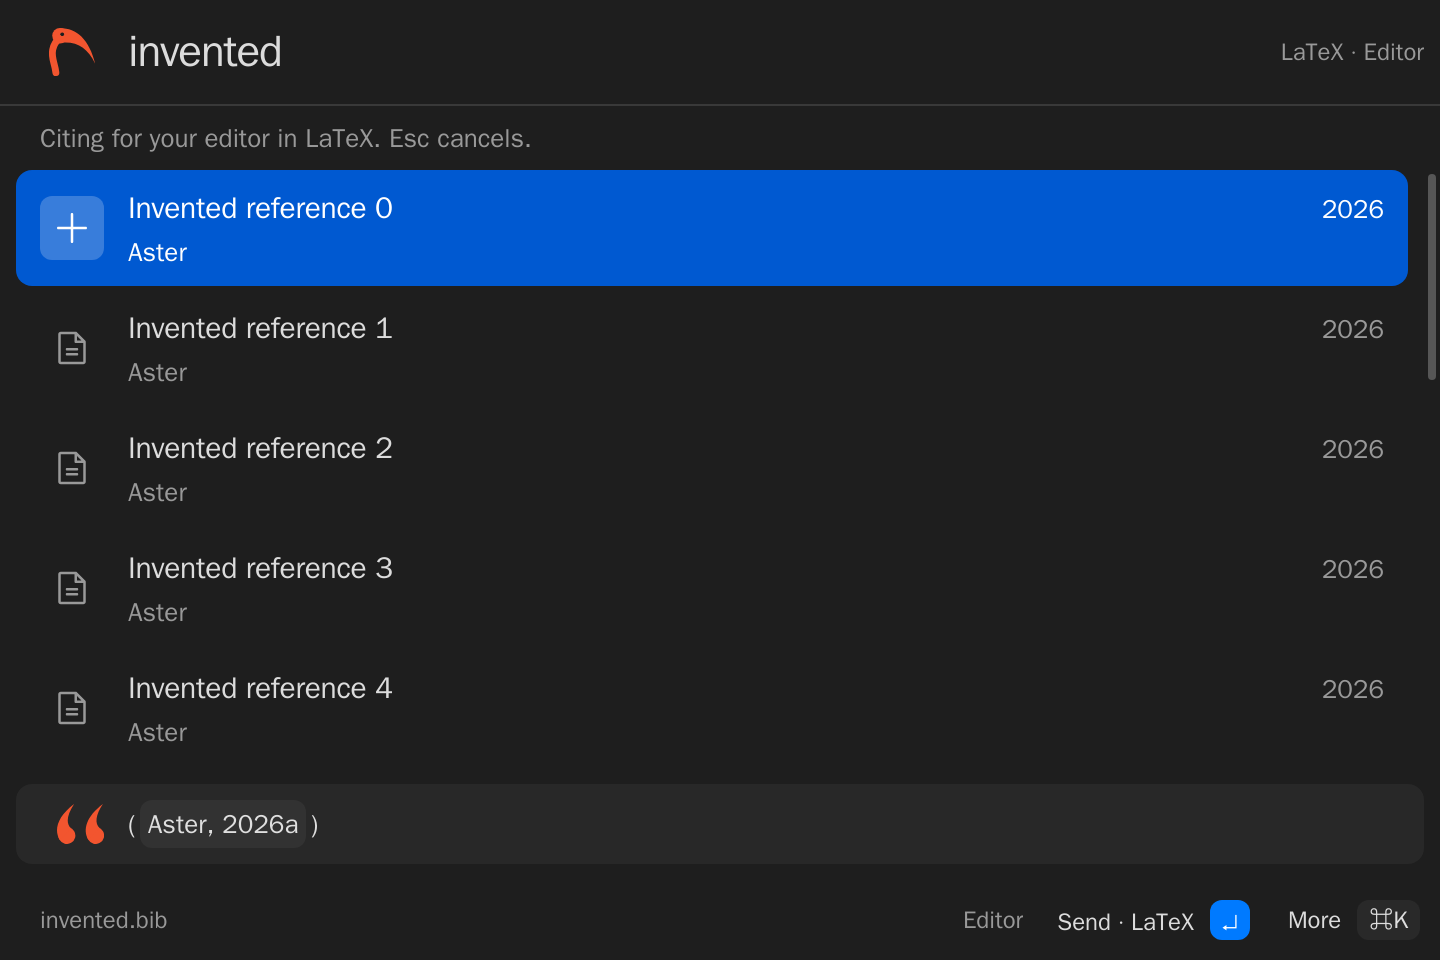 invented
LaTeX · Editor
Citing for your editor in LaTeX. Esc cancels.
Invented reference 0
2026
Aster
Invented reference 1
2026
Aster
Invented reference 2
2026
Aster
Invented reference 3
2026
Aster
Invented reference 4
2026
Aster
( Aster, 2026a )
invented.bib
Editor
Send · LaTeX
More ⌘K